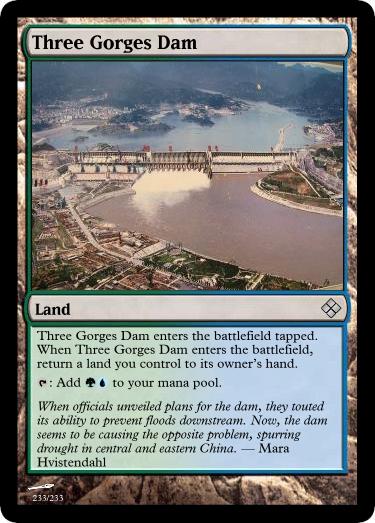 Three Gorges Dam
Land
Three Gorges Dam enters the battlefield tapped.
When Three Gorges Dam enters the battlefield,
return a land you control to its owner's hand.
: Add to your mana pool.
When officials unveiled plans for the dam, they touted
its ability to prevent floods downstream. Now, the dam
seems to be causing the opposite problem, spurring
drought in central and eastern China. — Mara
Hvistendahl
233/233